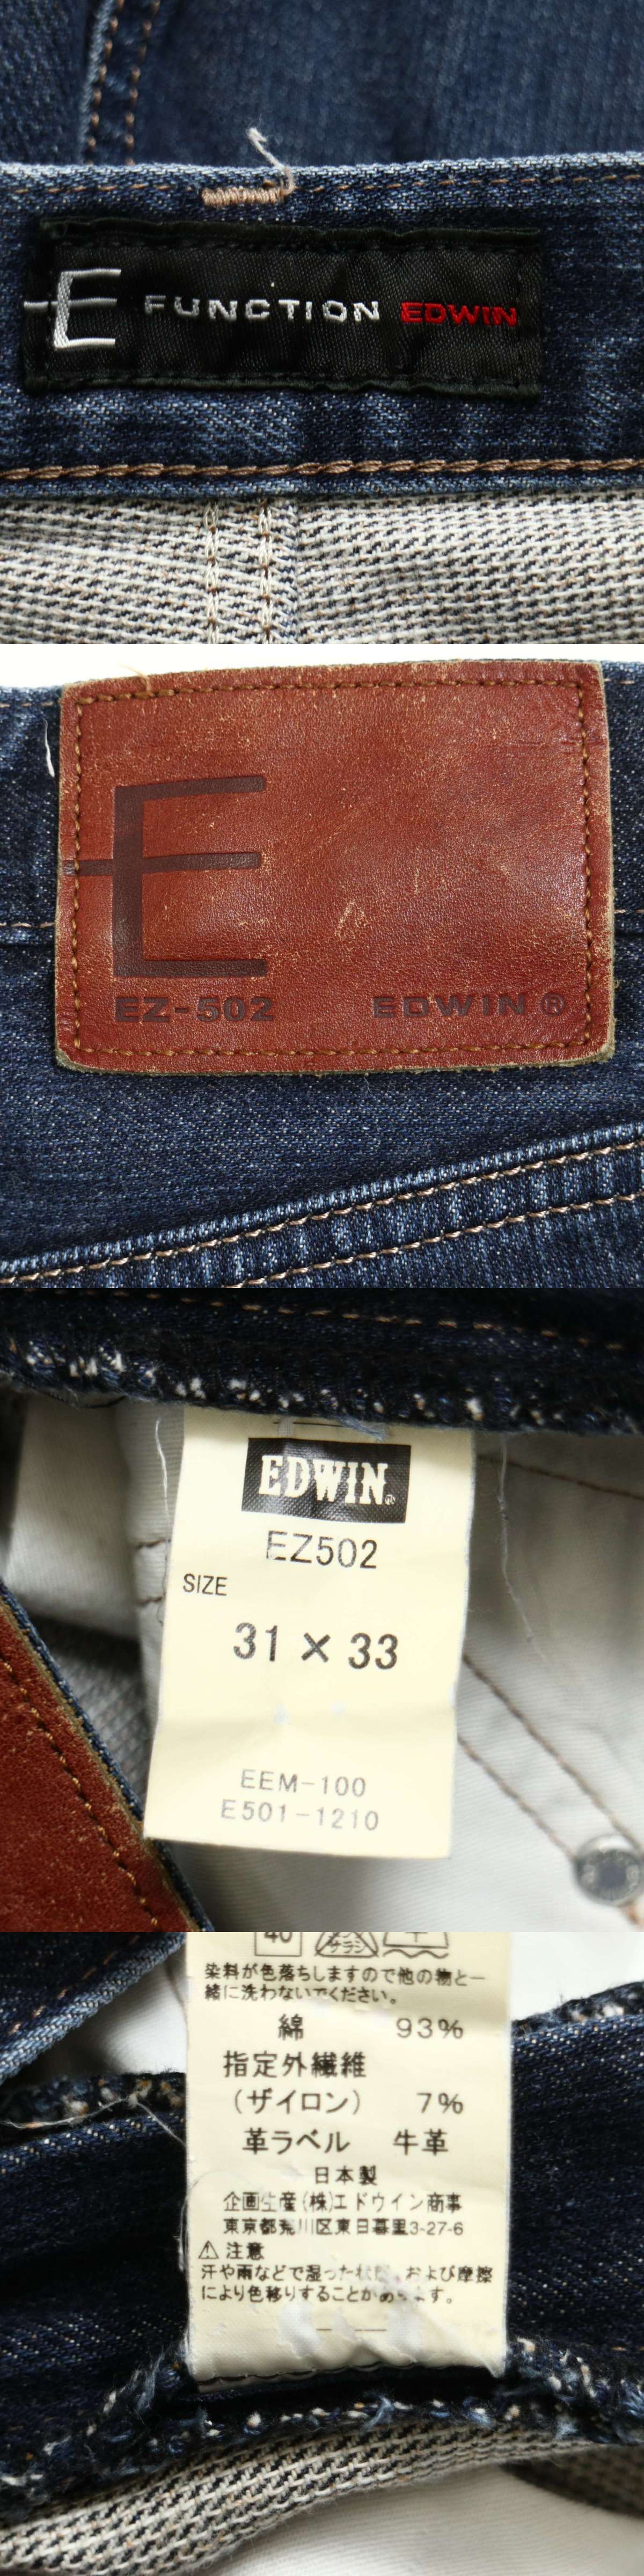 E FUNCTION EDWIN
E
EZ-502 EDWIN®
EDWIN®
EZ502
SIZE
31 × 33
EEM-100
E501-1210
40 サラシ
染料が色落ちしますので他の物と一
緒に洗わないでください。
綿 93%
指定外繊維
(ザイロン) 7%
革ラベル 牛革
日本製
企画生産(株)エドウイン商事
東京都荒川区東日暮里3-27-6
⚠ 注意
汗や雨などで湿った状態、および摩擦
により色移りすることがあります。